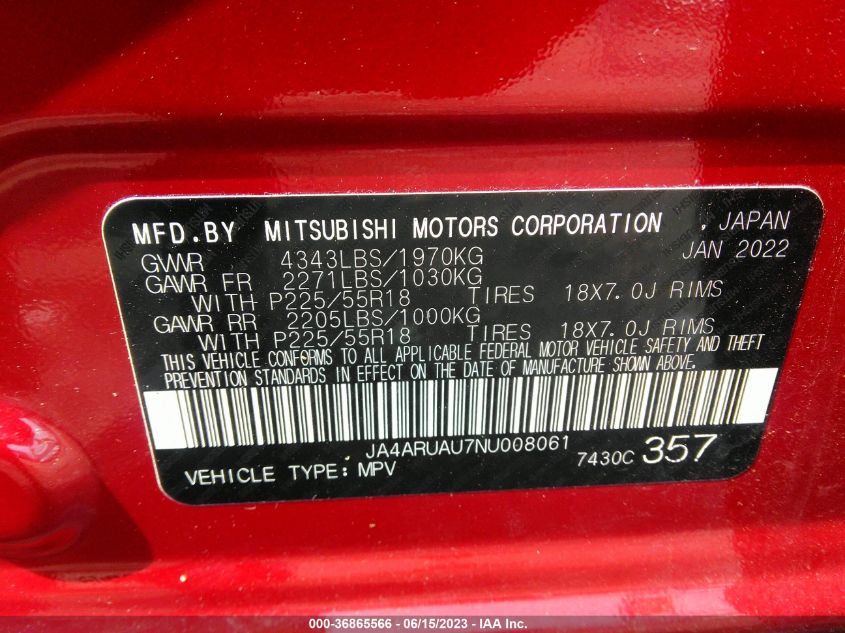 MFD.BY MITSUBISHI MOTORS CORPORATION , JAPAN
GVWR 4343LBS/1970KG JAN 2022
GAWR FR 2271LBS/1030KG
WITH P225/55R18 TIRES 18X7.0J RIMS
GAWR RR 2205LBS/1000KG
WITH P225/55R18 TIRES 18X7.0J RIMS
THIS VEHICLE CONFORMS TO ALL APPLICABLE FEDERAL MOTOR VEHICLE SAFETY AND THEFT
PREVENTION STANDARDS IN EFFECT ON THE DATE OF MANUFACTURE SHOWN ABOVE.
JA4ARUAU7NU008061 7430C 357
VEHICLE TYPE: MPV
000-36865566 - 06/15/2023 - IAA Inc.